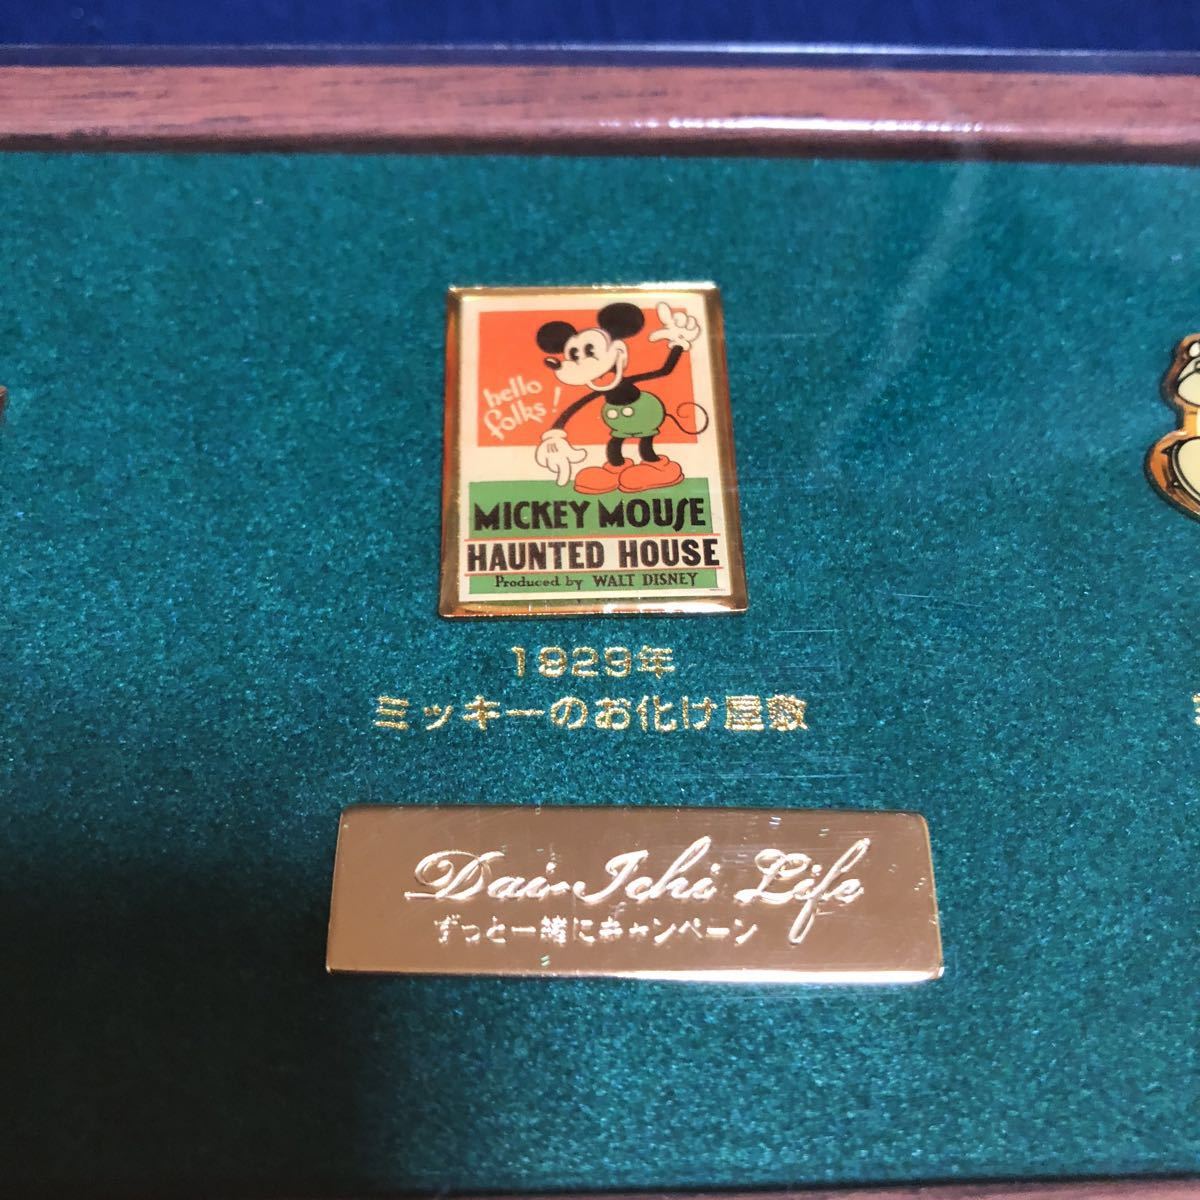 hello
folks!
MICKEY MOUSE
HAUNTED HOUSE
Produced by WALT DISNEY
1929年
ミッキーのお化け屋敷
Dai-Ichi Life
ずっと一緒にキャンペーン